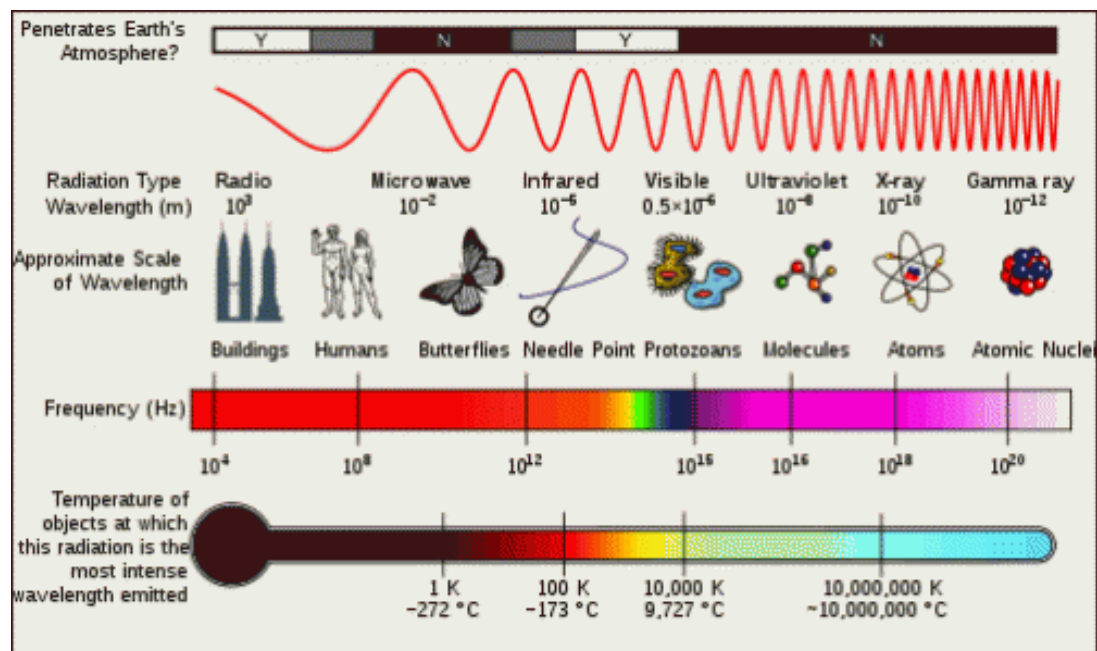 Penetrates Earth's
Atmosphere?
Y N Y N
Radiation Type
Radio Microwave Infrared Visible Ultraviolet X-ray Gamma ray
Wavelength (m)
10³ 10⁻² 10⁻⁵ 0.5×10⁻⁶ 10⁻⁸ 10⁻¹⁰ 10⁻¹²
Approximate Scale
of Wavelength
Buildings Humans Butterflies Needle Point Protozoans Molecules Atoms Atomic Nuclei
Frequency (Hz)
10⁴ 10⁸ 10¹² 10¹⁵ 10¹⁶ 10¹⁸ 10²⁰
Temperature of
objects at which
this radiation is the
most intense
wavelength emitted
1 K 100 K 10,000 K 10,000,000 K
−272 °C −173 °C 9,727 °C ~10,000,000 °C